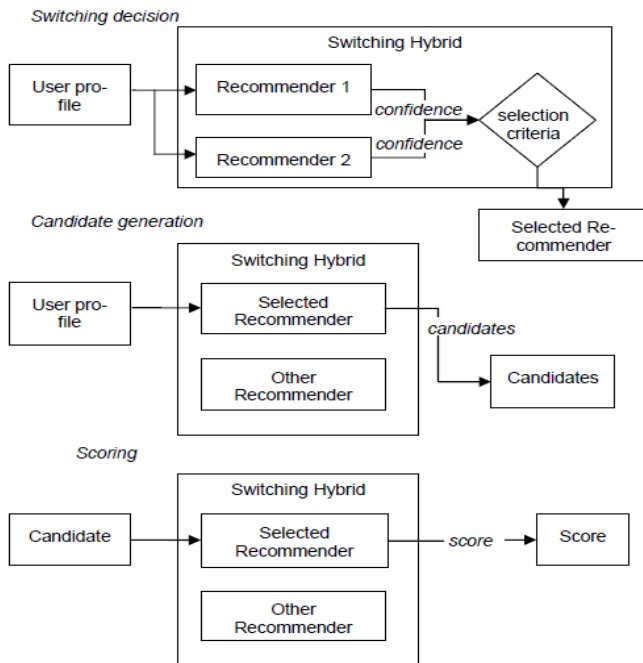 Switching decision
Switching Hybrid
User pro-
file
Recommender 1
confidence
selection
criteria
confidence
Recommender 2
Selected Re-
commender
Candidate generation
Switching Hybrid
User pro-
file
Selected
Recommender
candidates
Other
Recommender
Candidates
Scoring
Switching Hybrid
Candidate
Selected
Recommender
score
Score
Other
Recommender